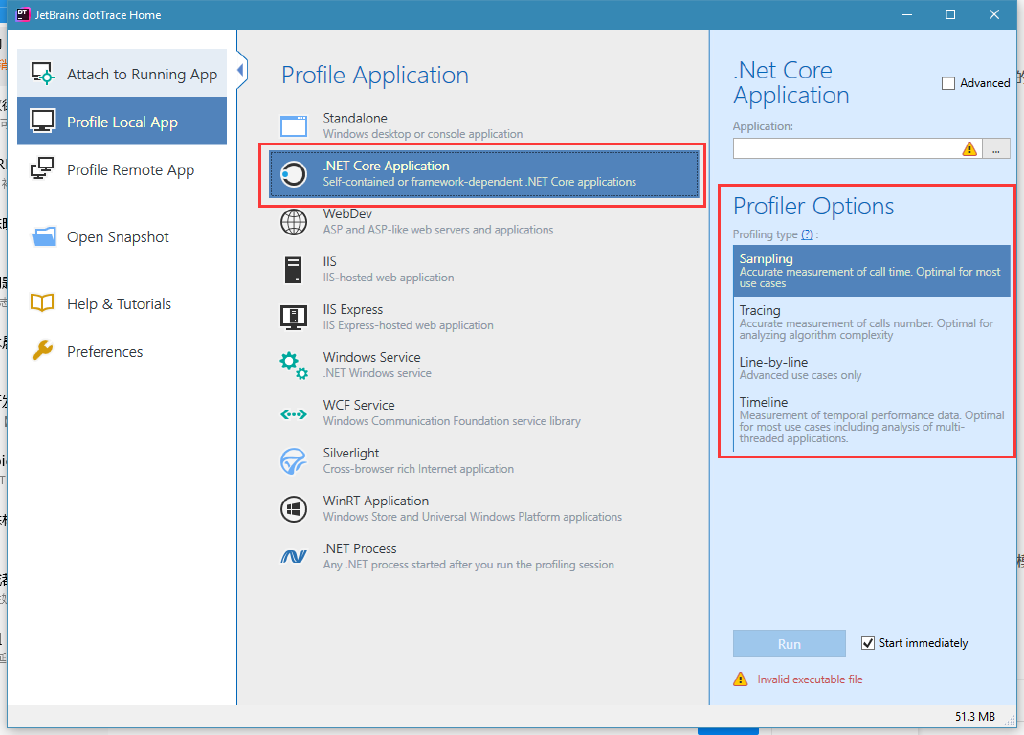 JetBrains dotTrace Home
Attach to Running App
Profile Local App
Profile Remote App
Open Snapshot
Help & Tutorials
Preferences
Profile Application
Standalone
Windows desktop or console application
.NET Core Application
Self-contained or framework-dependent .NET Core applications
WebDev
ASP and ASP-like web servers and applications
IIS
IIS-hosted web application
IIS Express
IIS Express-hosted web application
Windows Service
.NET Windows service
WCF Service
Windows Communication Foundation service library
Silverlight
Cross-browser rich Internet application
WinRT Application
Windows Store and Universal Windows Platform applications
.NET Process
Any .NET process started after you run the profiling session
.Net Core
Application
Advanced
Application:
...
Profiler Options
Profiling type (?) :
Sampling
Accurate measurement of call time. Optimal for most
use cases
Tracing
Accurate measurement of calls number. Optimal for
analyzing algorithm complexity
Line-by-line
Advanced use cases only
Timeline
Measurement of temporal performance data. Optimal
for most use cases including analysis of multi-
threaded applications.
Run
Start immediately
Invalid executable file
51.3 MB